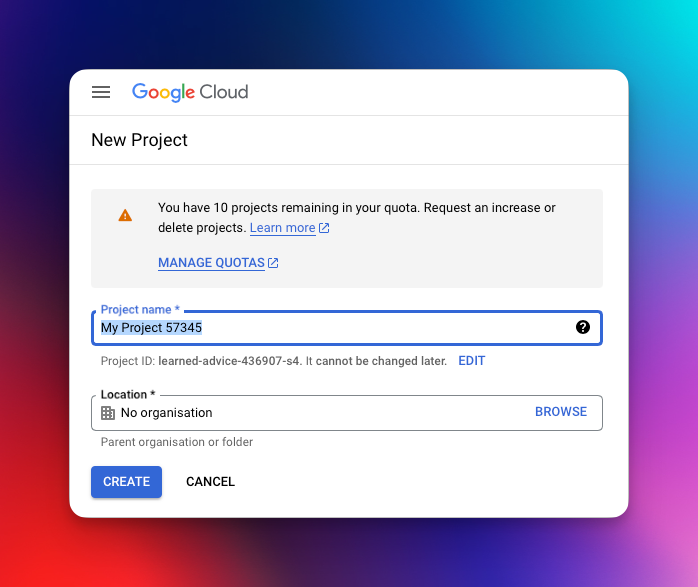 Google Cloud
New Project
You have 10 projects remaining in your quota. Request an increase or
delete projects. Learn more
MANAGE QUOTAS
Project name *
My Project 57345
Project ID: learned-advice-436907-s4. It cannot be changed later. EDIT
Location *
No organisation BROWSE
Parent organisation or folder
CREATE CANCEL